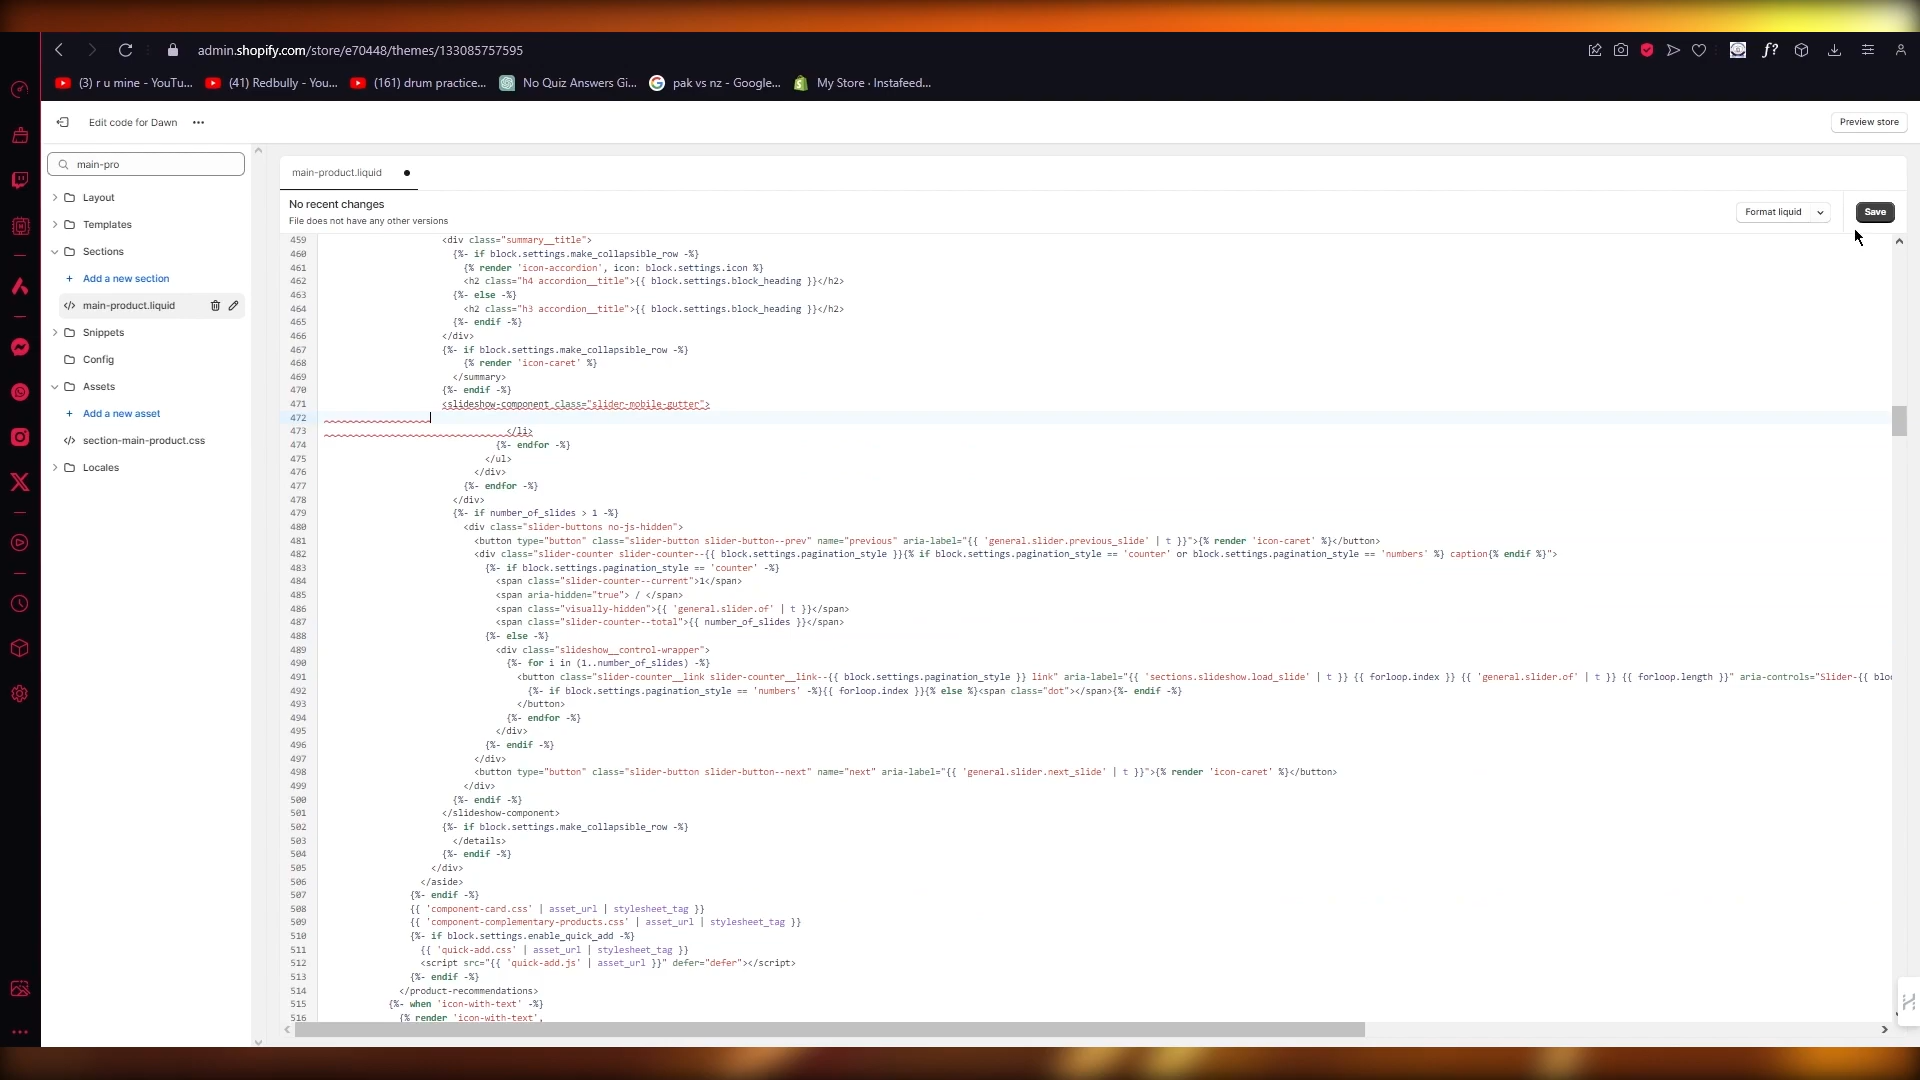 admin.shopify.com/store/e70448/themes/133085757595
f?
(3) r u mine - YouTu...
(41) Redbully - You...
(161) drum practice...
No Quiz Answers Gi...
pak vs nz - Google...
My Store · Instafeed...
Edit code for Dawn
Preview store
main-pro
Layout
Templates
Sections
Add a new section
main-product.liquid
Snippets
Config
Assets
Add a new asset
section-main-product.css
Locales
main-product.liquid
No recent changes
File does not have any other versions
Format liquid
Save
459 <div class="summary__title">
460 {%- if block.settings.make_collapsible_row -%}
461 {% render 'icon-accordion', icon: block.settings.icon %}
462 <h2 class="h4 accordion__title">{{ block.settings.block_heading }}</h2>
463 {%- else -%}
464 <h2 class="h3 accordion__title">{{ block.settings.block_heading }}</h2>
465 {%- endif -%}
466 </div>
467 {%- if block.settings.make_collapsible_row -%}
468 {% render 'icon-caret' %}
469 </summary>
470 {%- endif -%}
471 <slideshow-component class="slider-mobile-gutter">
472
473 </li>
474 {%- endfor -%}
475 </ul>
476 </div>
477 {%- endfor -%}
478 </div>
479 {%- if number_of_slides > 1 -%}
480 <div class="slider-buttons no-js-hidden">
481 <button type="button" class="slider-button slider-button--prev" name="previous" aria-label="{{ 'general.slider.previous_slide' | t }}">{% render 'icon-caret' %}</button>
482 <div class="slider-counter slider-counter--{{ block.settings.pagination_style }}{% if block.settings.pagination_style == 'counter' or block.settings.pagination_style == 'numbers' %} caption{% endif %}">
483 {%- if block.settings.pagination_style == 'counter' -%}
484 <span class="slider-counter--current">1</span>
485 <span aria-hidden="true"> / </span>
486 <span class="visually-hidden">{{ 'general.slider.of' | t }}</span>
487 <span class="slider-counter--total">{{ number_of_slides }}</span>
488 {%- else -%}
489 <div class="slideshow__control-wrapper">
490 {%- for i in (1..number_of_slides) -%}
491 <button class="slider-counter__link slider-counter__link--{{ block.settings.pagination_style }} link" aria-label="{{ 'sections.slideshow.load_slide' | t }} {{ forloop.index }} {{ 'general.slider.of' | t }} {{ forloop.length }}" aria-controls="Slider-{{ blo
492 {%- if block.settings.pagination_style == 'numbers' -%}{{ forloop.index }}{% else %}<span class="dot"></span>{%- endif -%}
493 </button>
494 {%- endfor -%}
495 </div>
496 {%- endif -%}
497 </div>
498 <button type="button" class="slider-button slider-button--next" name="next" aria-label="{{ 'general.slider.next_slide' | t }}">{% render 'icon-caret' %}</button>
499 </div>
500 {%- endif -%}
501 </slideshow-component>
502 {%- if block.settings.make_collapsible_row -%}
503 </details>
504 {%- endif -%}
505 </div>
506 </aside>
507 {%- endif -%}
508 {{ 'component-card.css' | asset_url | stylesheet_tag }}
509 {{ 'component-complementary-products.css' | asset_url | stylesheet_tag }}
510 {%- if block.settings.enable_quick_add -%}
511 {{ 'quick-add.css' | asset_url | stylesheet_tag }}
512 <script src="{{ 'quick-add.js' | asset_url }}" defer="defer"></script>
513 {%- endif -%}
514 </product-recommendations>
515 {%- when 'icon-with-text' -%}
516 {% render 'icon-with-text',